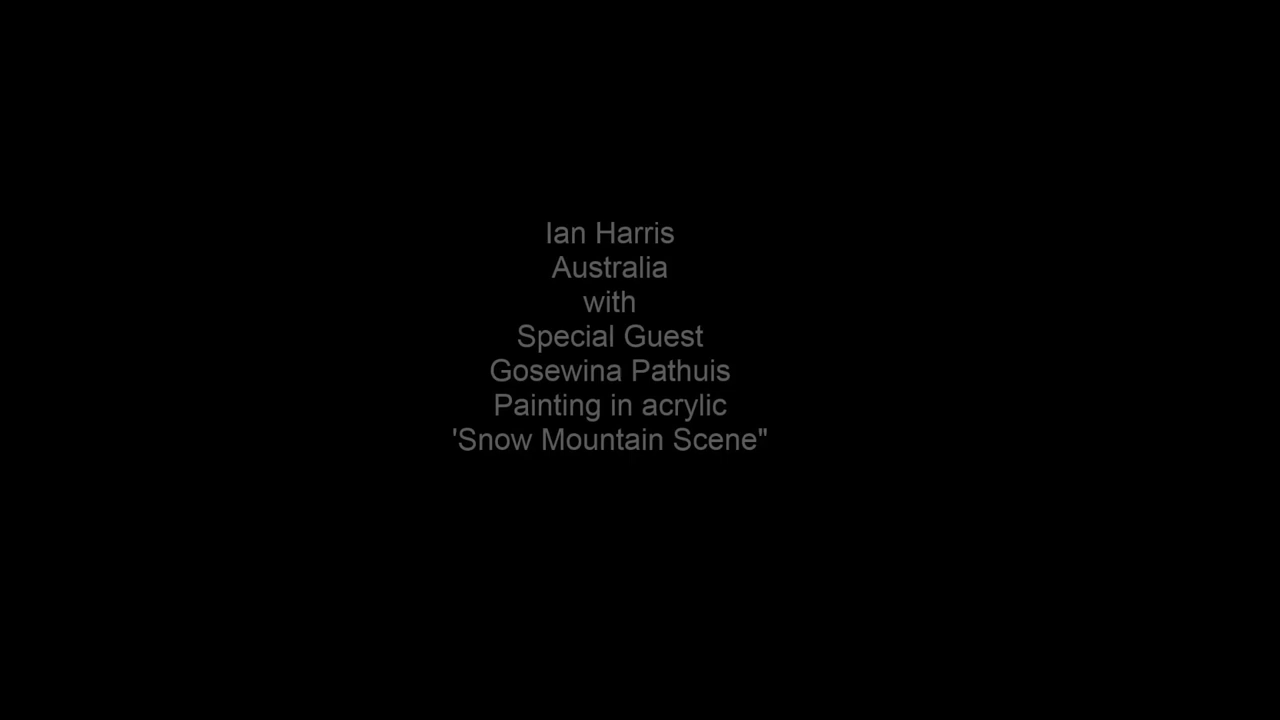 Ian Harris
Australia
with
Special Guest
Gosewina Pathuis
Painting in acrylic
'Snow Mountain Scene"